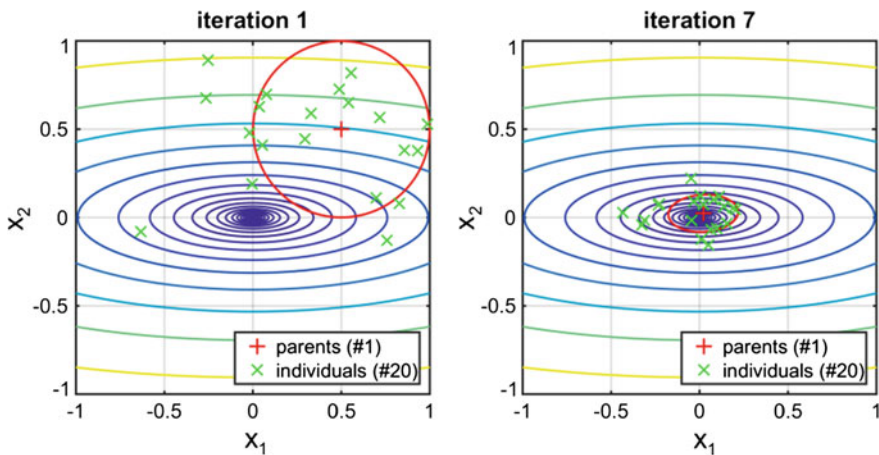 iteration 1
1
0.5
0
-0.5
-1
-1
-0.5
0
0.5
1
X2
X1
parents (#1)
individuals (#20)
iteration 7
1
0.5
0
-0.5
-1
-1
-0.5
0
0.5
1
X2
X1
parents (#1)
individuals (#20)